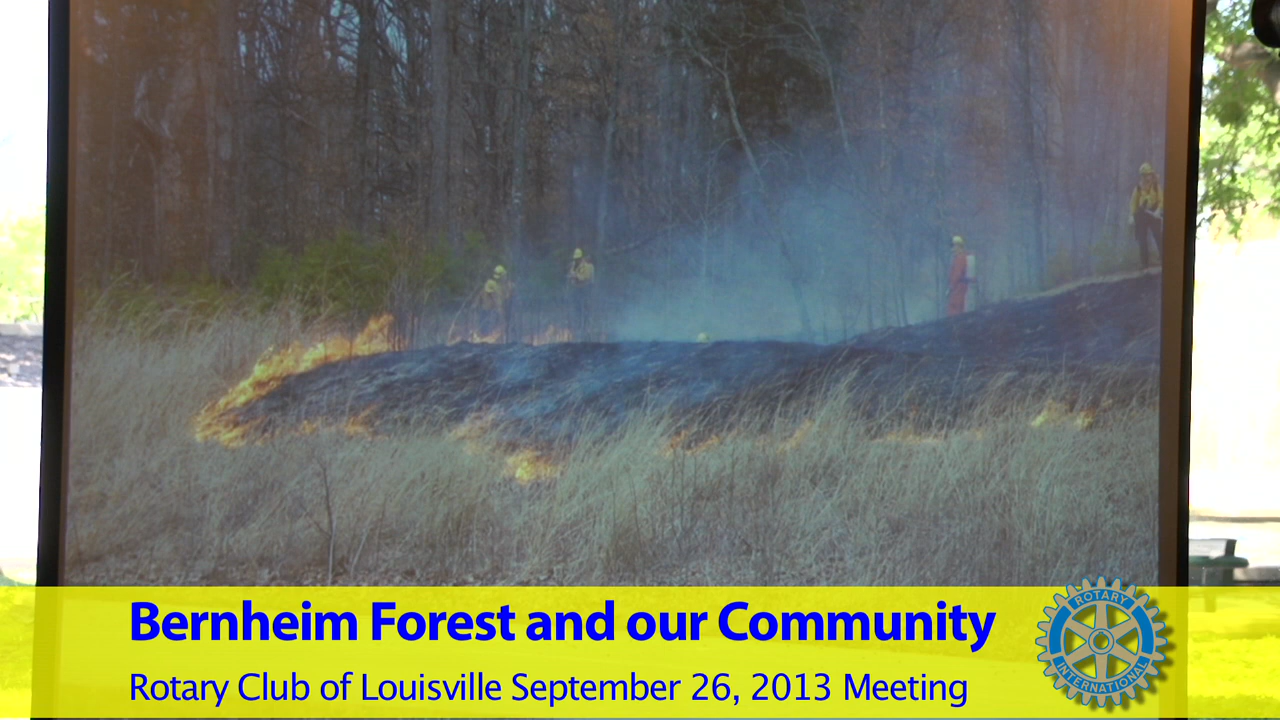 Bernheim Forest and our Community
Rotary Club of Louisville September 26, 2013 Meeting
ROTARY
INTERNATIONAL